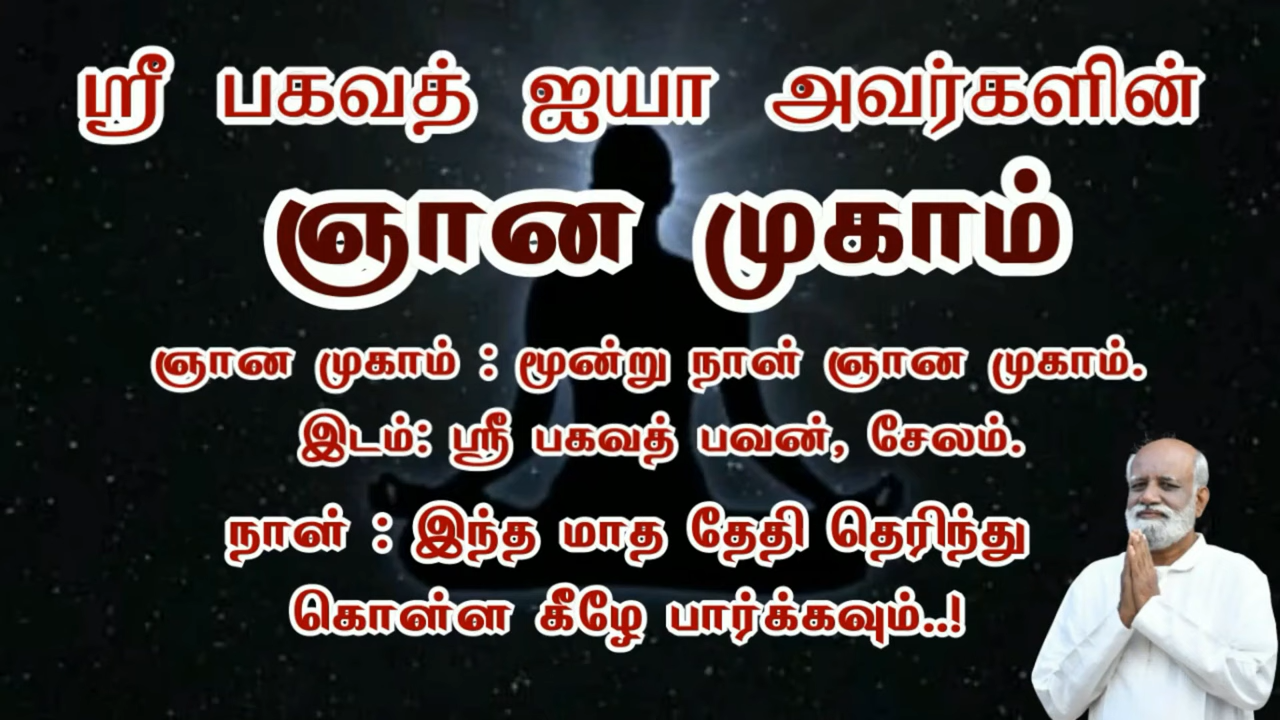 ஸ்ரீ பகவத் ஐயா அவர்களின்
ஞான முகாம்
ஞான முகாம் : மூன்று நாள் ஞான முகாம்.
இடம்: ஸ்ரீ பகவத் பவன், சேலம்.
நாள் : இந்த மாத தேதி தெரிந்து
கொள்ள கீழே பார்க்கவும்..!